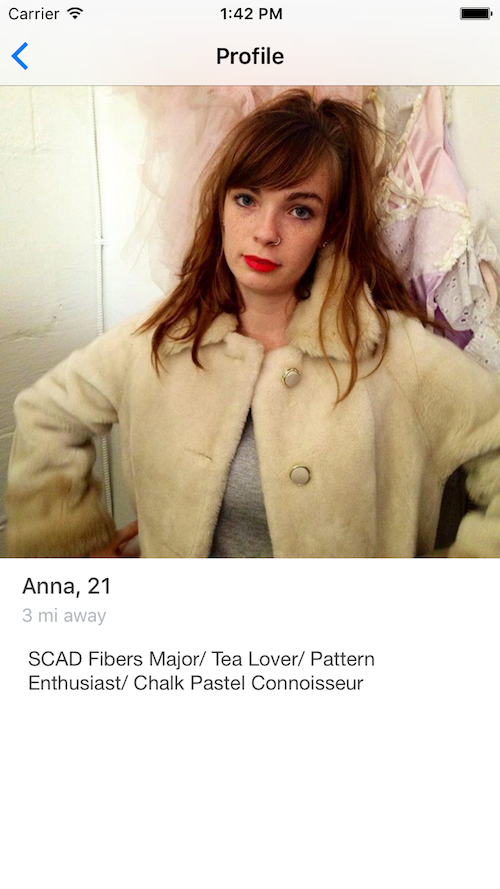 Carrier 1:42 PM
Profile
Anna, 21
3 mi away
SCAD Fibers Major/ Tea Lover/ Pattern
Enthusiast/ Chalk Pastel Connoisseur